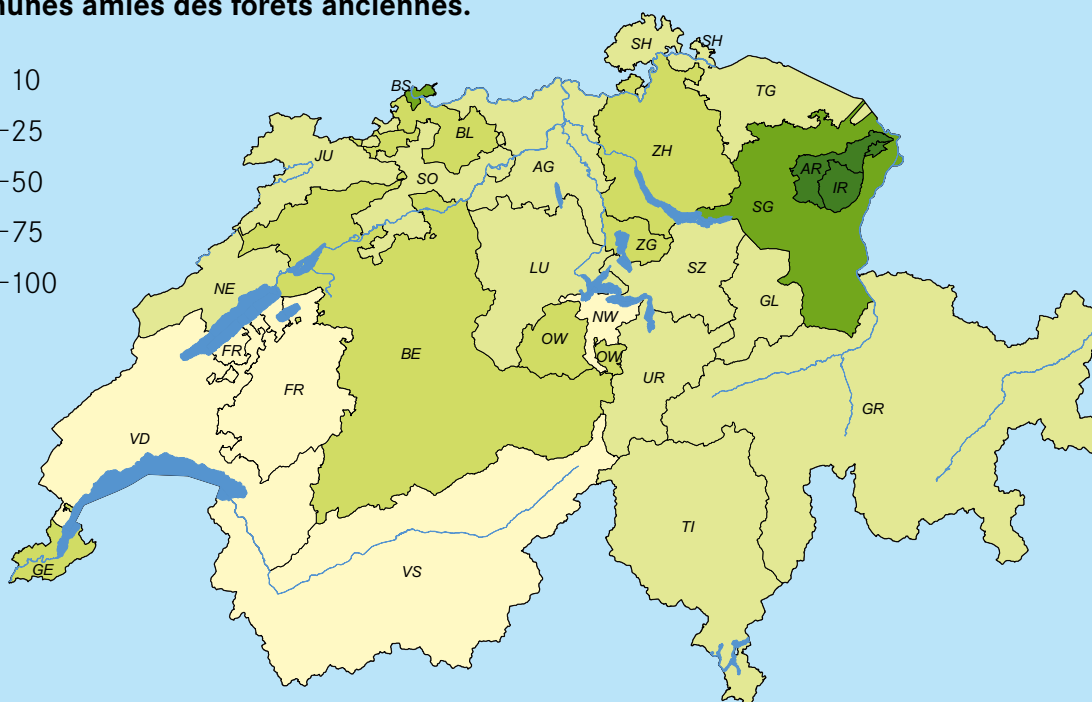 amies des forêts anciennes.
10
–25
–50
–75
–100
SH
SH
BS
TG
BL
JU
ZH
AG
AR
SO
IR
SG
ZG
LU
SZ
NE
GL
NW
OW
FR
BE
OW
UR
FR
GR
VD
TI
GE
VS